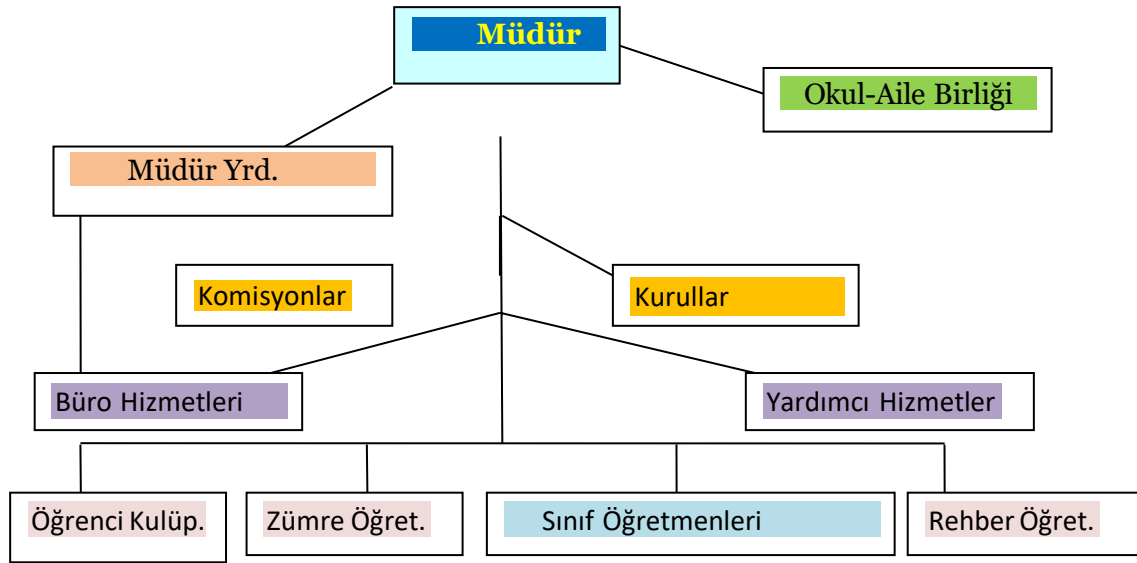 Müdür
Okul-Aile Birliği
Müdür Yrd.
Komisyonlar
Kurullar
Büro Hizmetleri
Yardımcı Hizmetler
Öğrenci Kulüp.
Zümre Öğret.
Sınıf Öğretmenleri
Rehber Öğret.